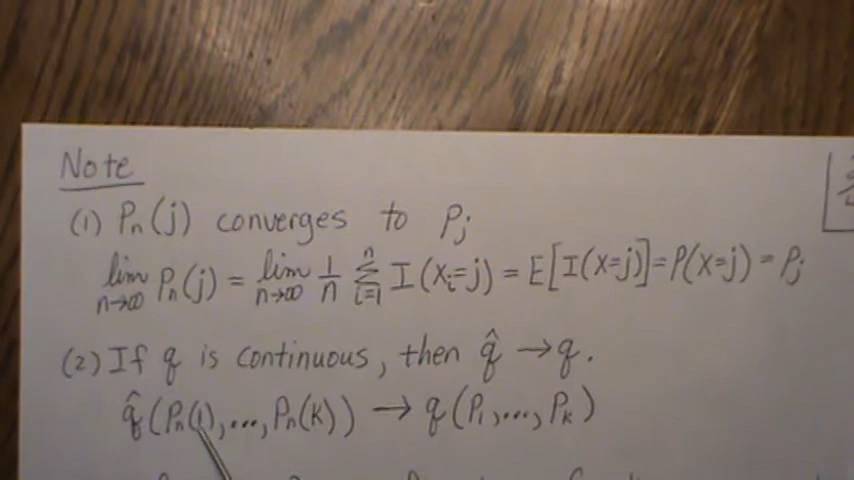 Note
(1) Pn(j) converges to Pj
lim n→∞ Pn(j) = lim n→∞ 1/n Σ i=1 n I(Xi=j) = E[I(X=j)] = P(X=j) = Pj
(2) If q is continuous, then q̂ → q.
q̂(Pn(1),..., Pn(K)) → q(P1,..., PK)